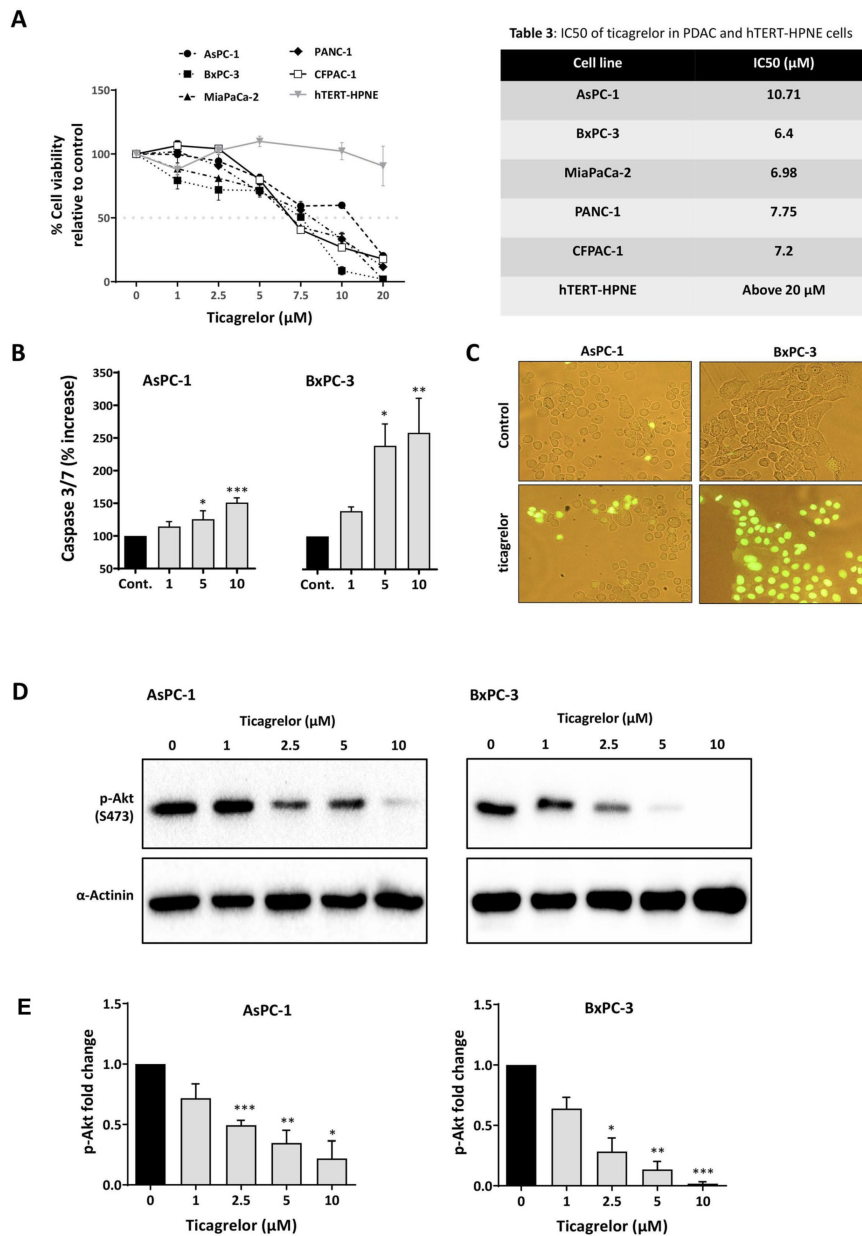 A
AsPC-1
BxPC-3
MiaPaCa-2
PANC-1
CFPAC-1
hTERT-HPNE
% Cell viability
relative to control
150
100
50
0
0 1 2.5 5 7.5 10 20
Ticagrelor (µM)
Table 3: IC50 of ticagrelor in PDAC and hTERT-HPNE cells
Cell line IC50 (µM)
AsPC-1 10.71
BxPC-3 6.4
MiaPaCa-2 6.98
PANC-1 7.75
CFPAC-1 7.2
hTERT-HPNE Above 20 µM
B
Caspase 3/7 (% increase)
AsPC-1
350
300
250
200
150
100
50
* ***
Cont. 1 5 10
BxPC-3
* **
Cont. 1 5 10
C
AsPC-1 BxPC-3
Control
ticagrelor
D
AsPC-1
Ticagrelor (µM)
0 1 2.5 5 10
p-Akt
(S473)
α-Actinin
BxPC-3
Ticagrelor (µM)
0 1 2.5 5 10
E
AsPC-1
p-Akt fold change
1.5
1.0
0.5
0.0
*** ** *
0 1 2.5 5 10
Ticagrelor (µM)
BxPC-3
p-Akt fold change
1.5
1.0
0.5
0.0
* ** ***
0 1 2.5 5 10
Ticagrelor (µM)